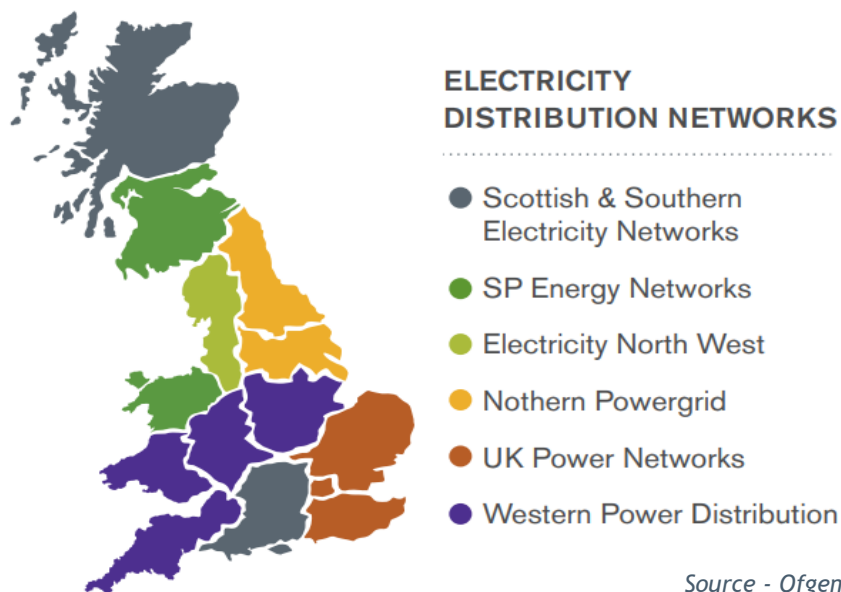 ELECTRICITY
DISTRIBUTION NETWORKS
Scottish & Southern
Electricity Networks
SP Energy Networks
Electricity North West
Nothern Powergrid
UK Power Networks
Western Power Distribution
Source - Ofgem